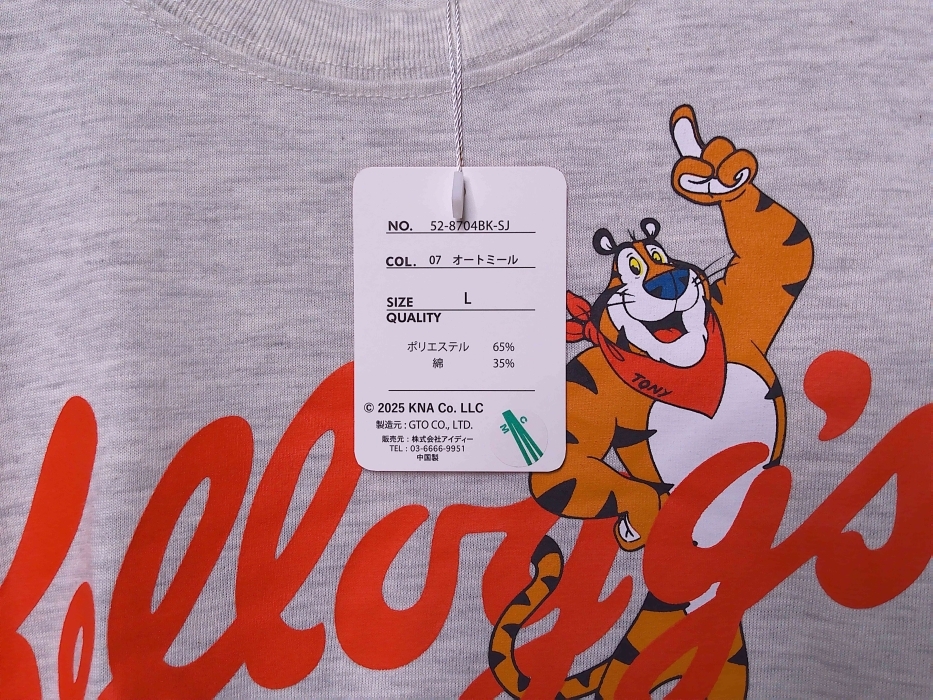 NO. 52-8704BK-SJ
COL. 07 オートミール
SIZE L
QUALITY
ポリエステル 65%
綿 35%
© 2025 KNA Co. LLC
製造元 : GTO CO., LTD.
販売元 : 株式会社アイディー
TEL : 03-6666-9951
中国製
M C
TONY
Kellogg's